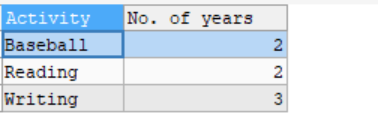 Activity No. of years
Baseball 2
Reading 2
Writing 3